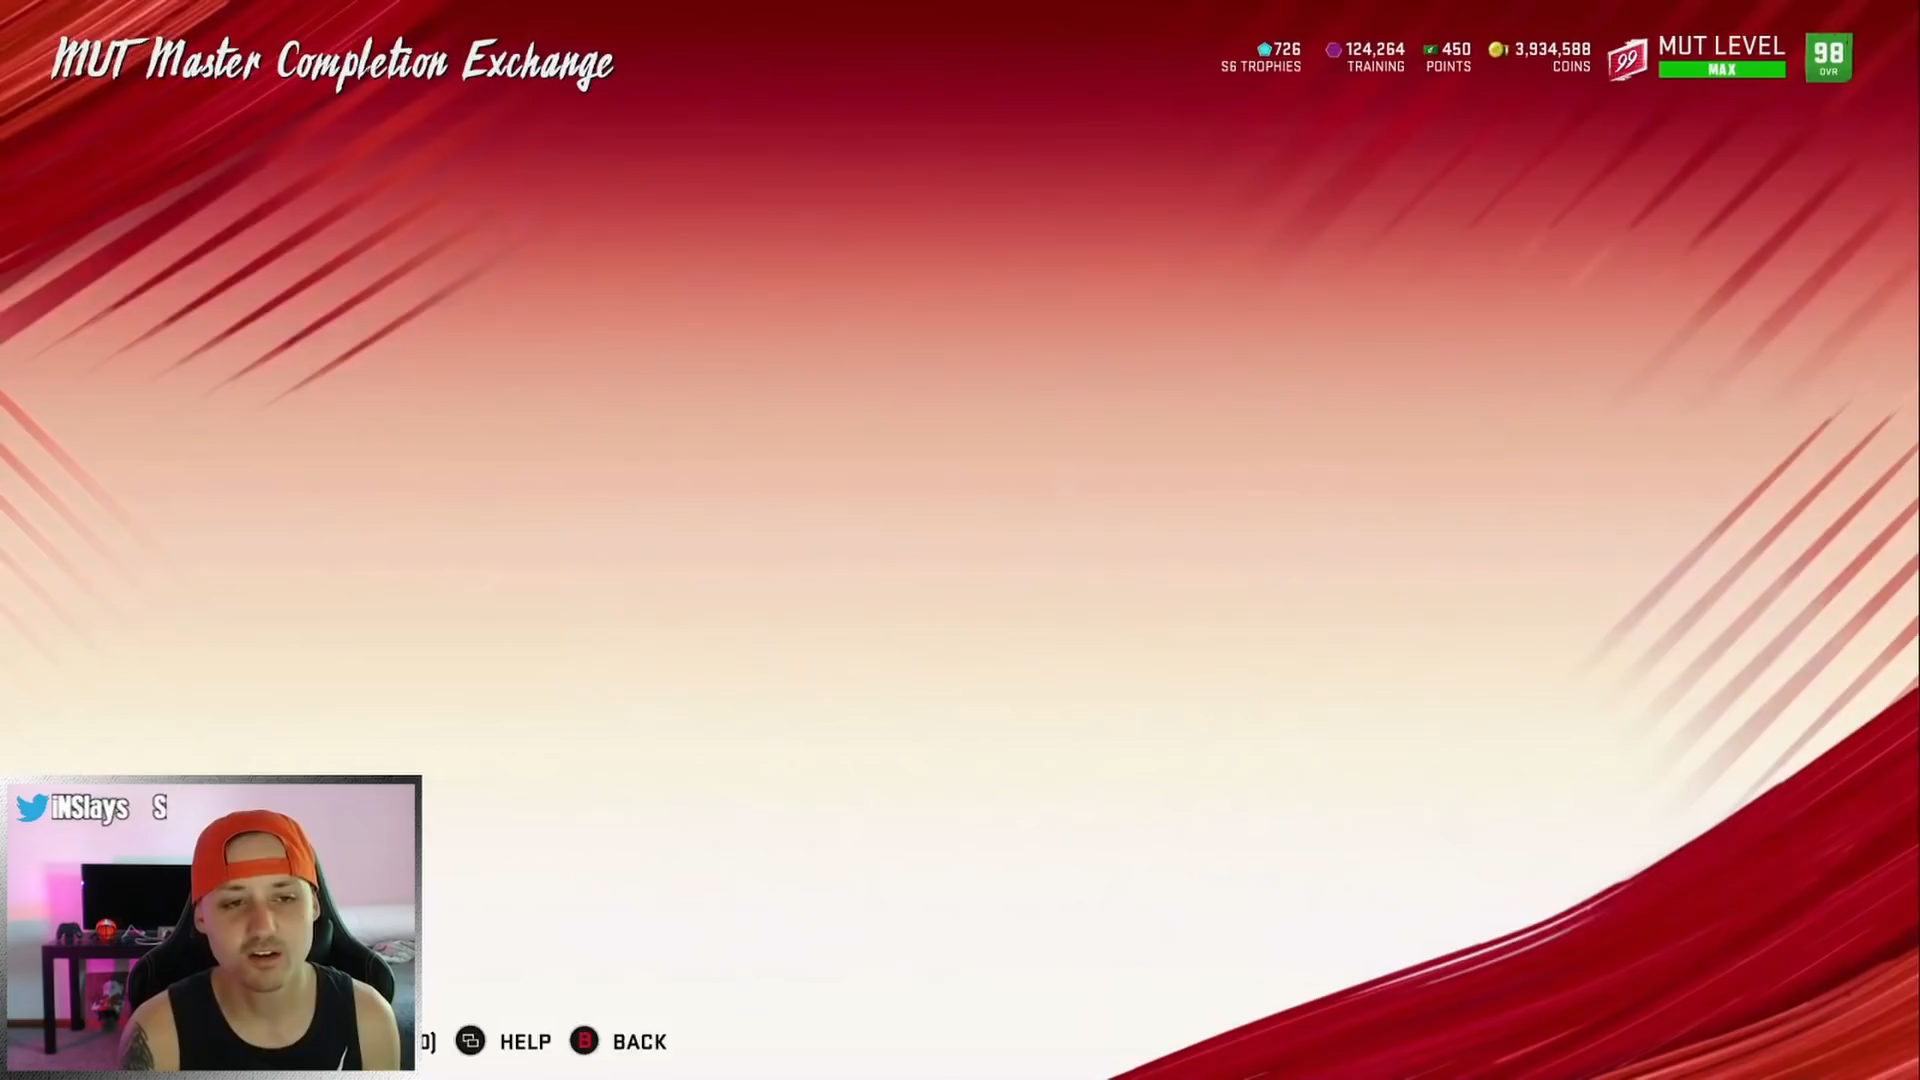 MUT Master Completion Exchange
726
S6 TROPHIES
124,264
TRAINING
450
POINTS
3,934,588
COINS
99
MUT LEVEL
MAX
98
OVR
iNSlays S
HELP B BACK